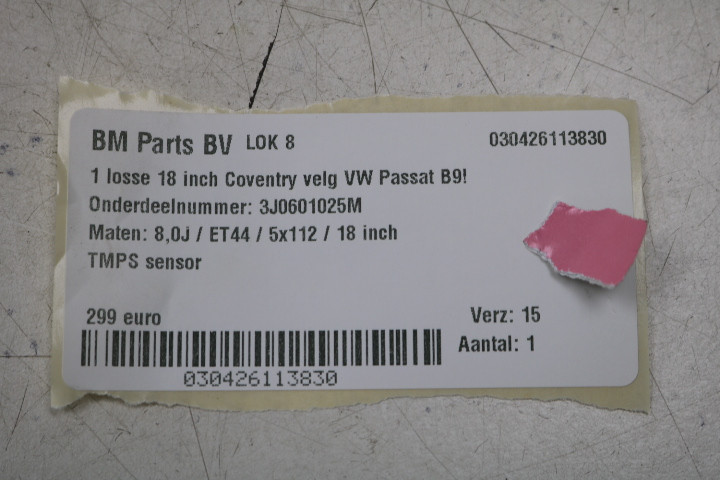 BM Parts BV LOK 8 030426113830
1 losse 18 inch Coventry velg VW Passat B9!
Onderdeelnummer: 3J0601025M
Maten: 8,0J / ET44 / 5x112 / 18 inch
TMPS sensor
299 euro Verz: 15
Aantal: 1
030426113830